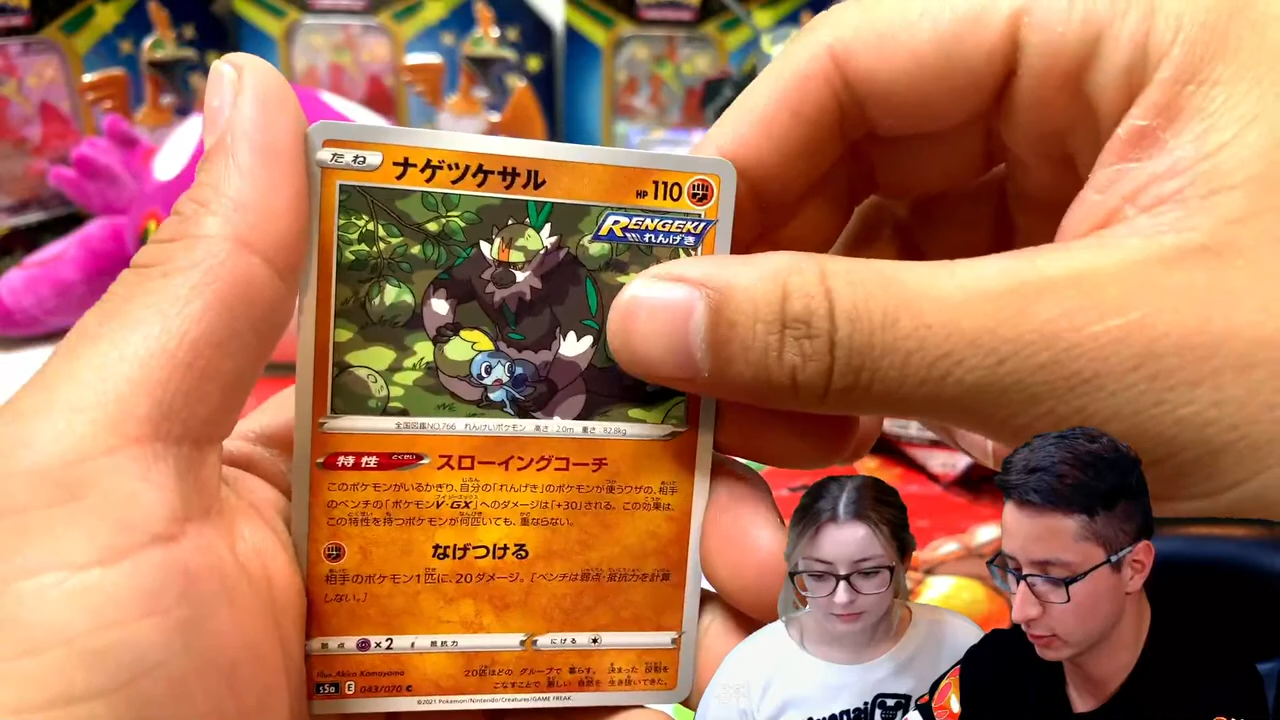 たね
ナゲツケサル
HP 110
RENGEKI
れんげき
全国図鑑NO.766 れんけいポケモン 高さ:2.0m 重さ:82.8kg
特性 とくせい スローイングコーチ
このポケモンがいるかぎり、自分の「れんげき」のポケモンが使うワザの、相手
のベンチの「ポケモンV・GX」へのダメージは「+30」される。この効果は、
この特性を持つポケモンが何匹いても、重ならない。
なげつける
相手のポケモン1匹に、20ダメージ。[ベンチは弱点・抵抗力を計算
しない。]
弱点 ×2 抵抗力 にげる
illus. Akira Komayama
20匹ほどの グループで 暮らす。 決まった 役割を
こなすことで 厳しい 自然を 生き抜いてきた。
s5a E 043/070 C
©2021 Pokémon/Nintendo/Creatures/GAME FREAK.